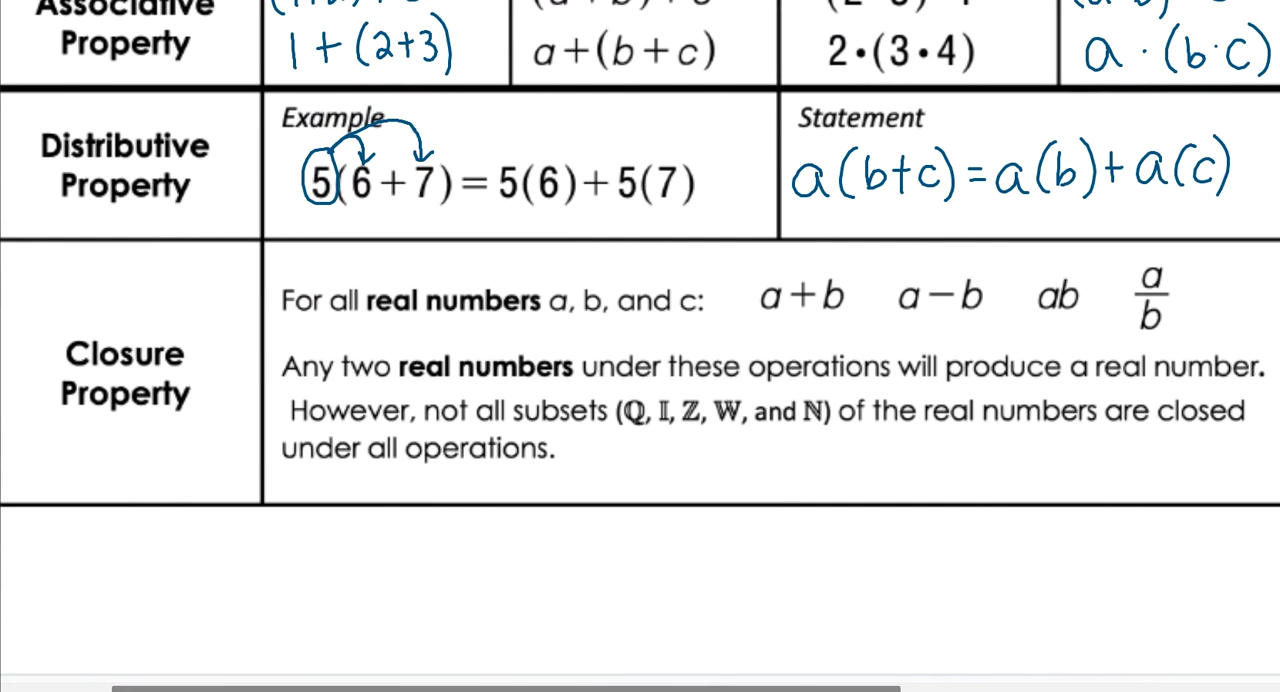 Associative
Property
1 + (2+3)
a+(b+c)
2•(3•4)
a · (b·c)
Distributive
Property
Example
5(6+7)=5(6)+5(7)
Statement
a(b+c)=a(b)+a(c)
Closure
Property
For all real numbers a, b, and c: a+b a−b ab a/b
Any two real numbers under these operations will produce a real number.
However, not all subsets (ℚ, 𝕀, ℤ, 𝕎, and ℕ) of the real numbers are closed
under all operations.